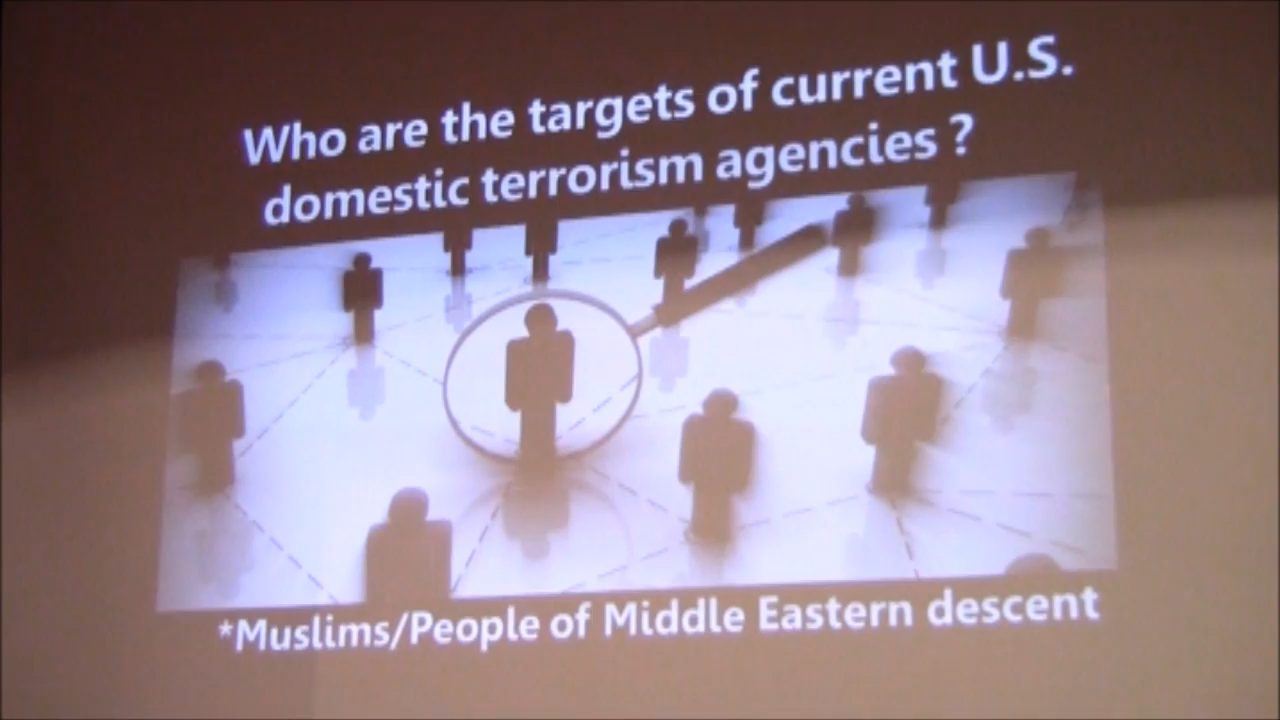 Who are the targets of current U.S.
domestic terrorism agencies ?
*Muslims/People of Middle Eastern descent